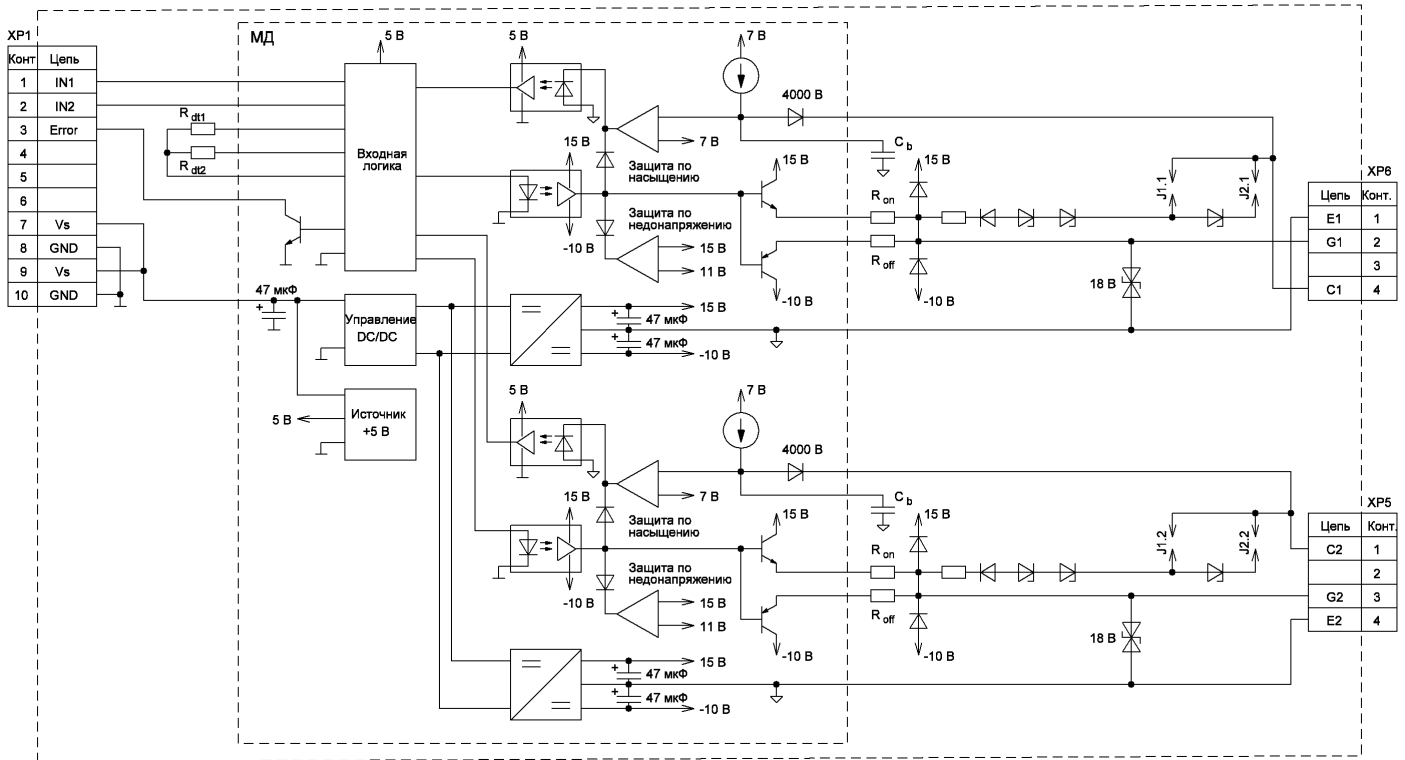 XP1
Конт Цепь
1 IN1
2 IN2
3 Error
4
5
6
7 Vs
8 GND
9 Vs
10 GND
МД
5 В
R dt1
R dt2
Входная логика
47 мкФ
Управление DC/DC
Источник +5 В
5 В
5 В
15 В
-10 В
7 В
4000 В
7 В
C b
Защита по насыщению
Защита по недонапряжению
15 В
11 В
15 В
-10 В
R on
R off
15 В
-10 В
J1.1
J2.1
18 В
15 В
47 мкФ
47 мкФ
-10 В
XP6
Цепь Конт.
E1 1
G1 2
3
C1 4
5 В
15 В
-10 В
7 В
4000 В
7 В
C b
Защита по насыщению
Защита по недонапряжению
15 В
11 В
15 В
-10 В
R on
R off
15 В
-10 В
J1.2
J2.2
18 В
15 В
47 мкФ
47 мкФ
-10 В
XP5
Цепь Конт.
C2 1
2
G2 3
E2 4